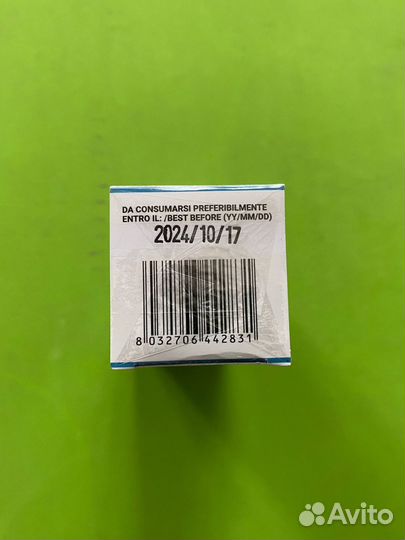 DA CONSUMARSI PREFERIBILMENTE
ENTRO IL: /BEST BEFORE (YY/MM/DD)
2024/10/17
8 032706 442831
Avito